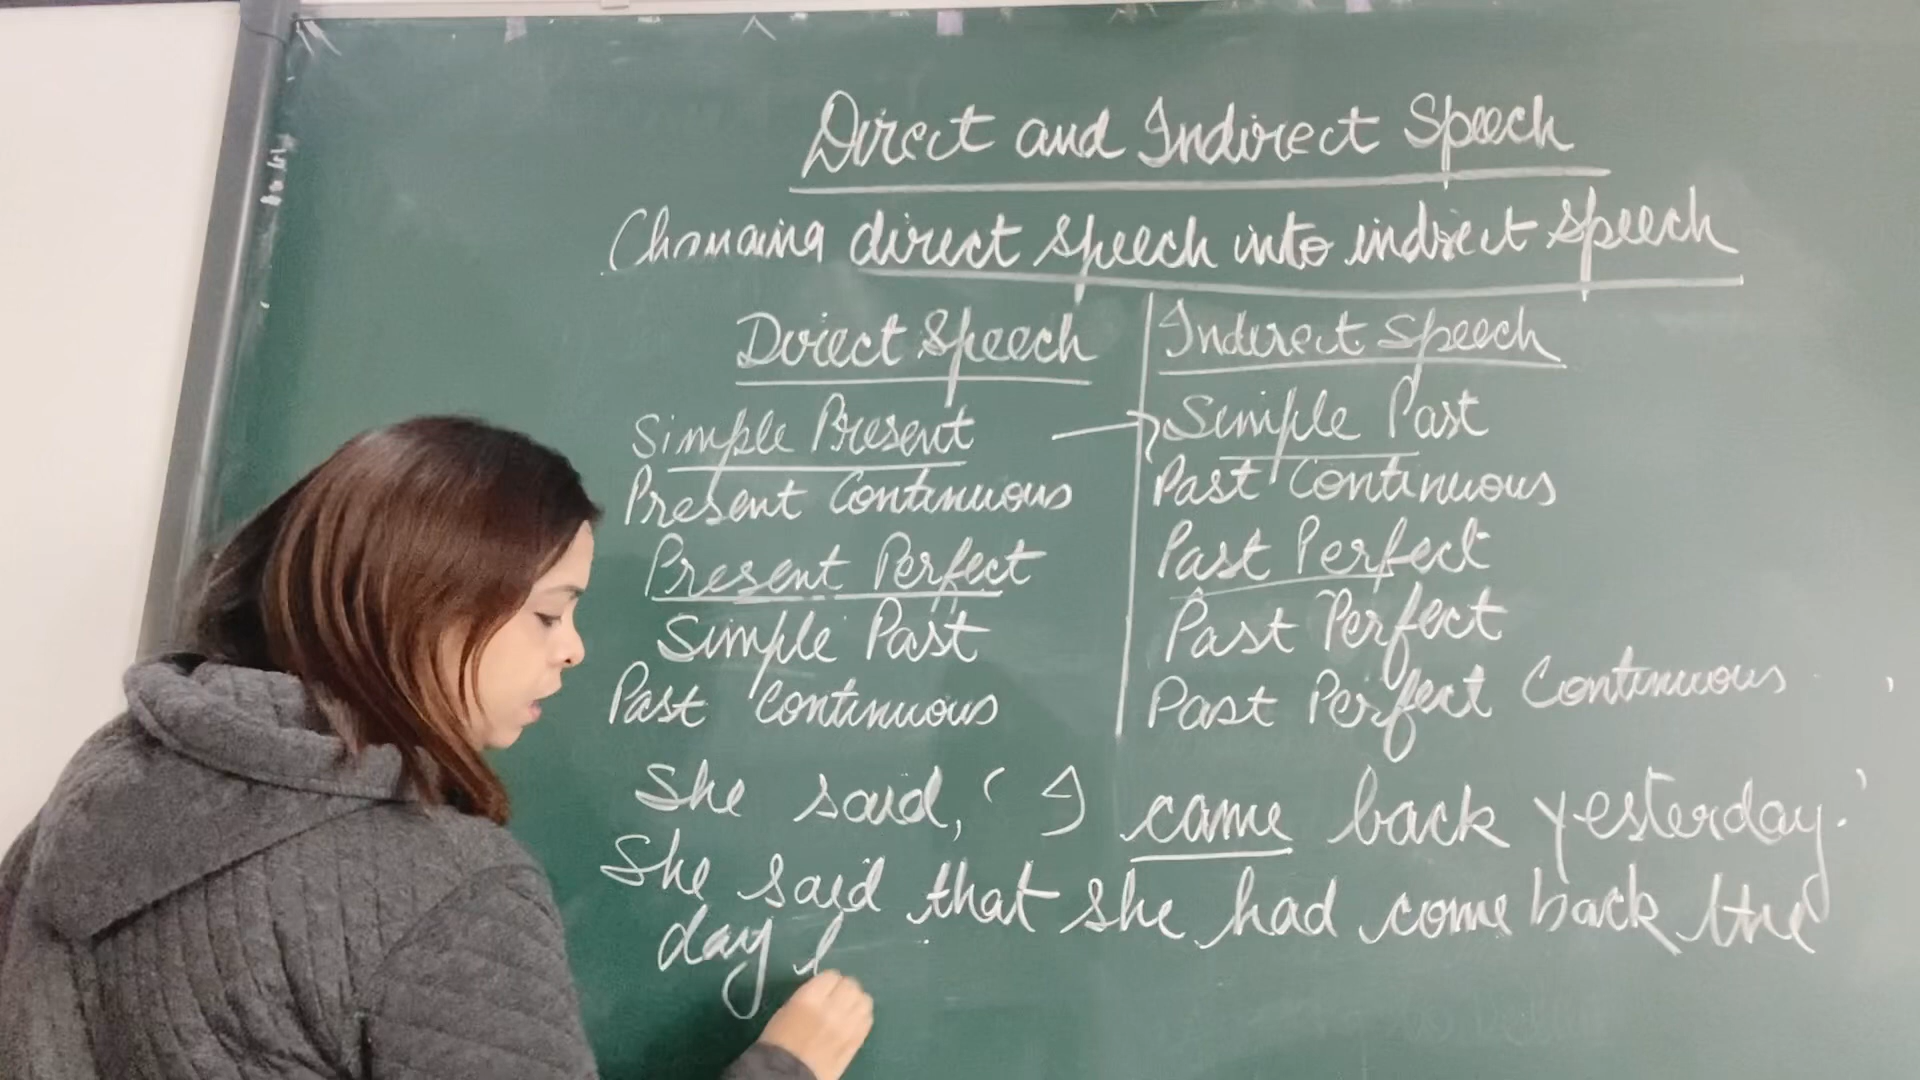 Direct and Indirect Speech
Changing direct speech into indirect speech
Direct Speech Indirect Speech
Simple Present → Simple Past
Present Continuous Past Continuous
Present Perfect Past Perfect
Simple Past Past Perfect
Past Continuous Past Perfect Continuous
She said, ‘I came back yesterday.’
She said that she had come back the
day